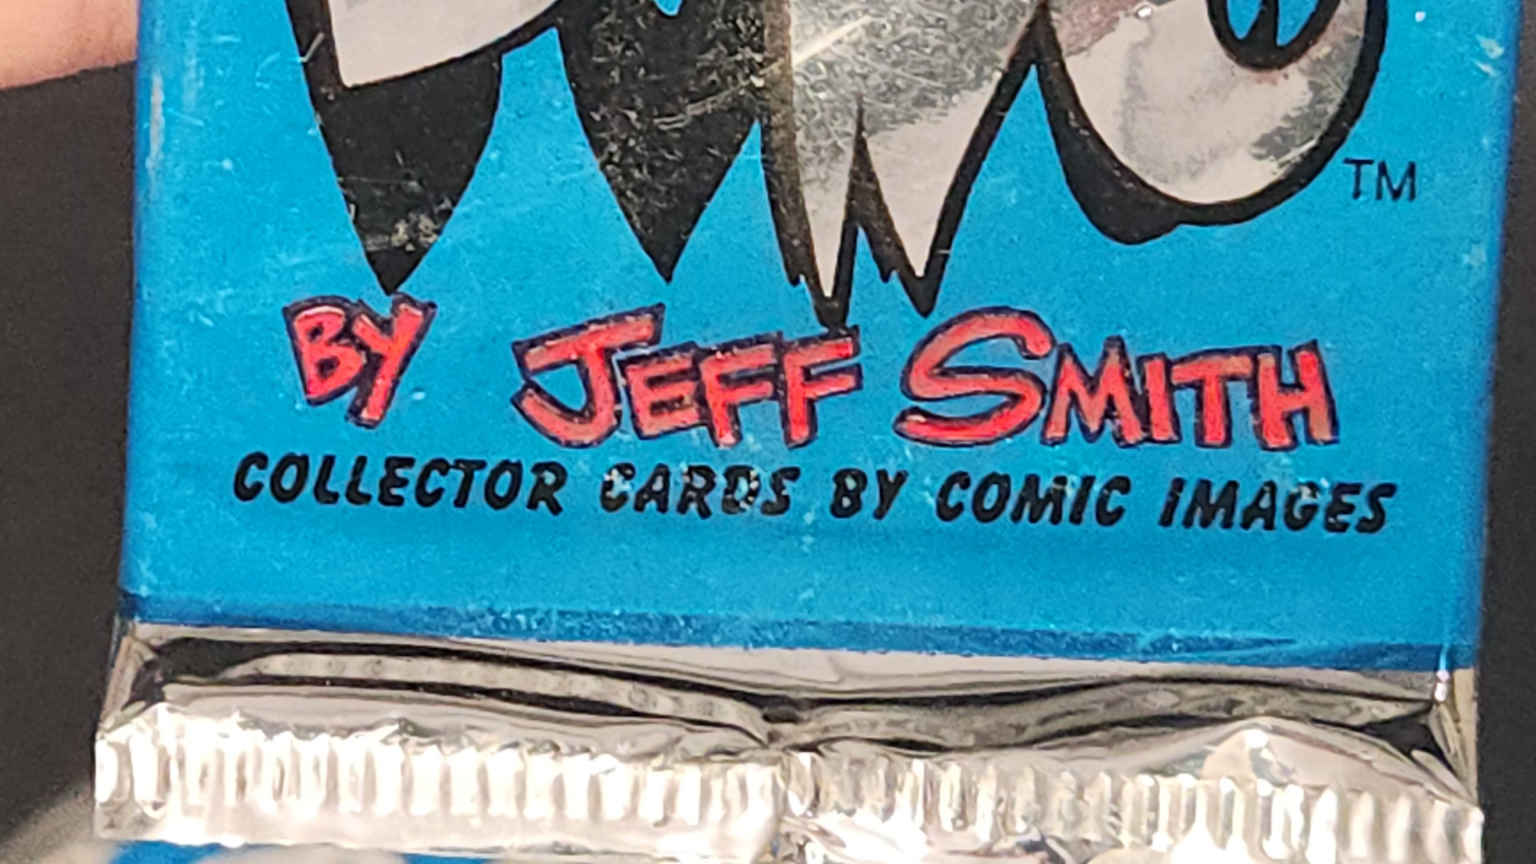 TM
BY JEFF SMITH
COLLECTOR CARDS BY COMIC IMAGES